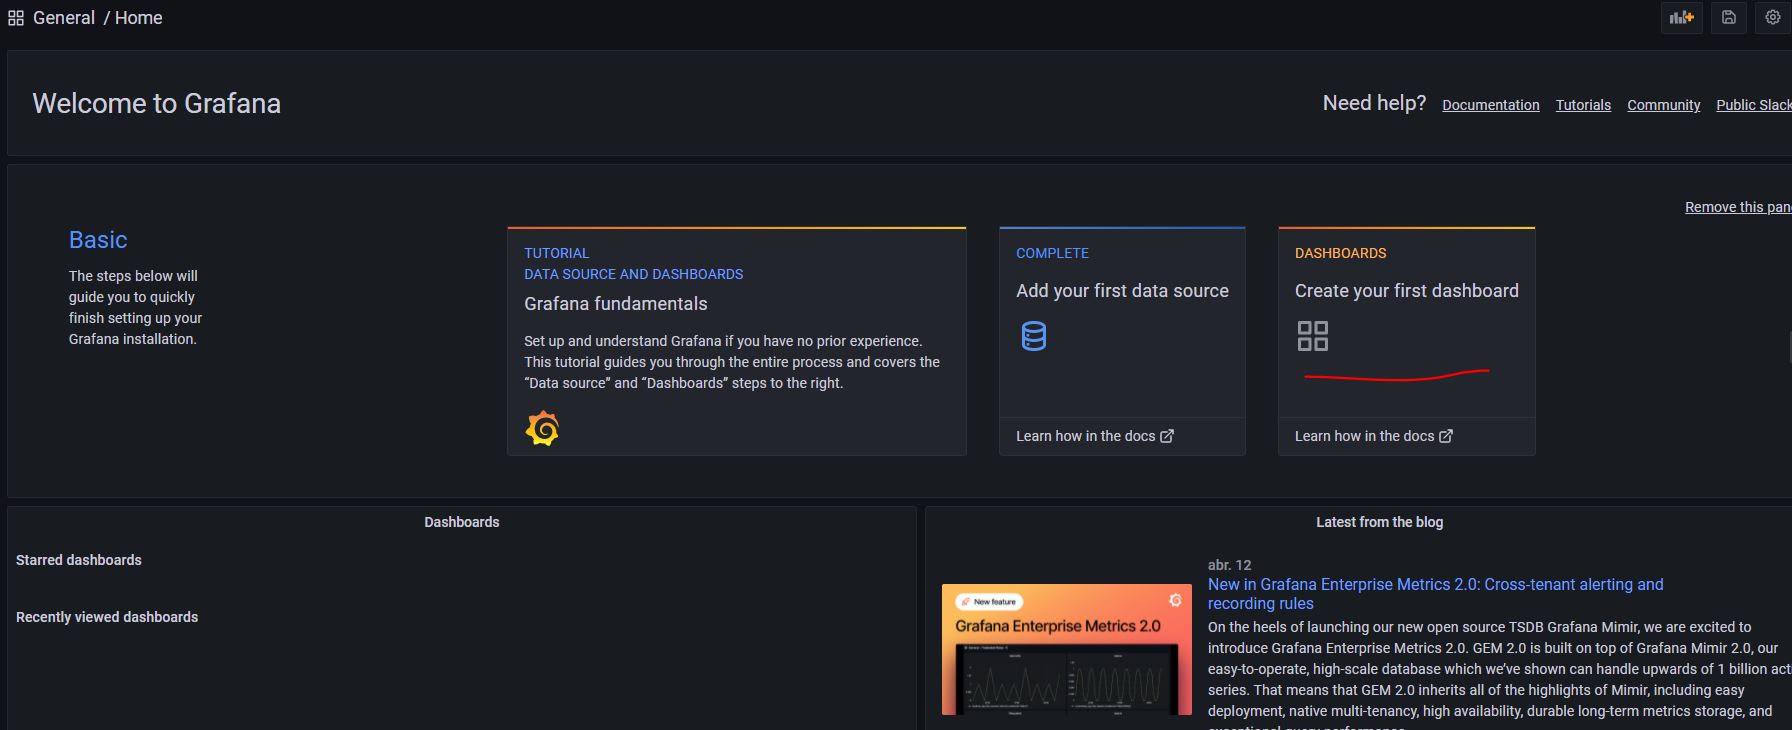 General / Home
Welcome to Grafana
Need help? Documentation Tutorials Community Public Slack
Remove this
Basic
The steps below will
guide you to quickly
finish setting up your
Grafana installation.
TUTORIAL
DATA SOURCE AND DASHBOARDS
Grafana fundamentals
Set up and understand Grafana if you have no prior experience.
This tutorial guides you through the entire process and covers the
“Data source” and “Dashboards” steps to the right.
COMPLETE
Add your first data source
Learn how in the docs
DASHBOARDS
Create your first dashboard
Learn how in the docs
Dashboards
Starred dashboards
Recently viewed dashboards
Latest from the blog
abr. 12
New in Grafana Enterprise Metrics 2.0: Cross-tenant alerting and
recording rules
New feature
Grafana Enterprise Metrics 2.0
On the heels of launching our new open source TSDB Grafana Mimir, we are excited to
introduce Grafana Enterprise Metrics 2.0. GEM 2.0 is built on top of Grafana Mimir 2.0, our
easy-to-operate, high-scale database which we’ve shown can handle upwards of 1 billion
series. That means that GEM 2.0 inherits all of the highlights of Mimir, including easy
deployment, native multi-tenancy, high availability, durable long-term metrics storage, and